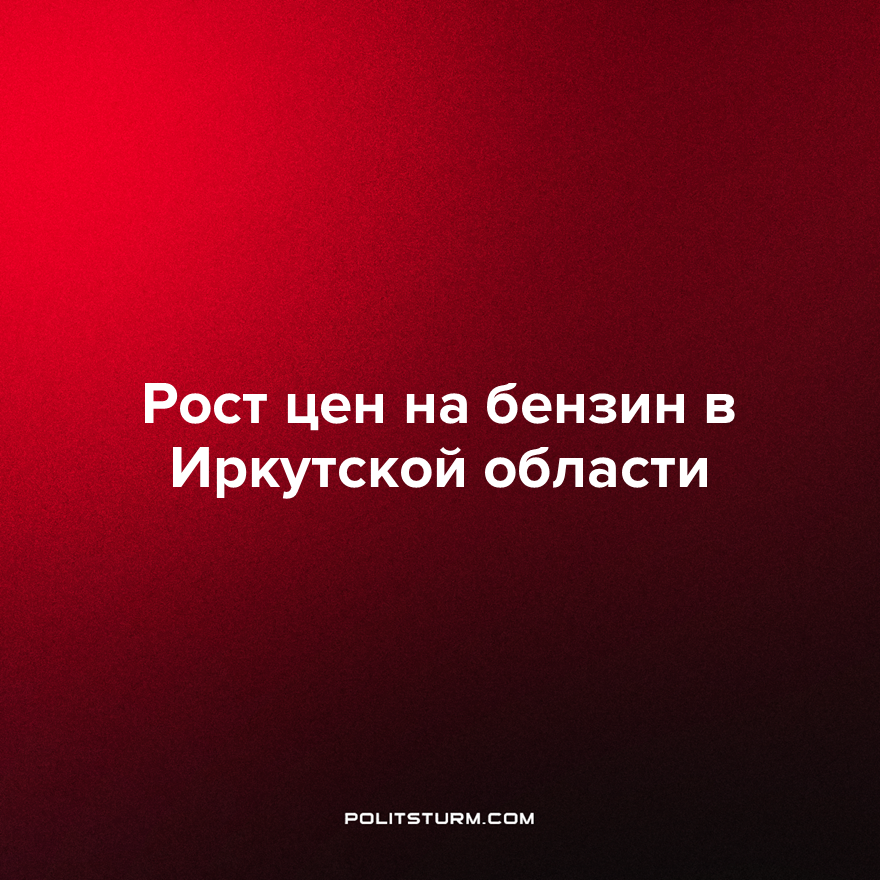 Рост цен на бензин в
Иркутской области
POLITSTURM.COM